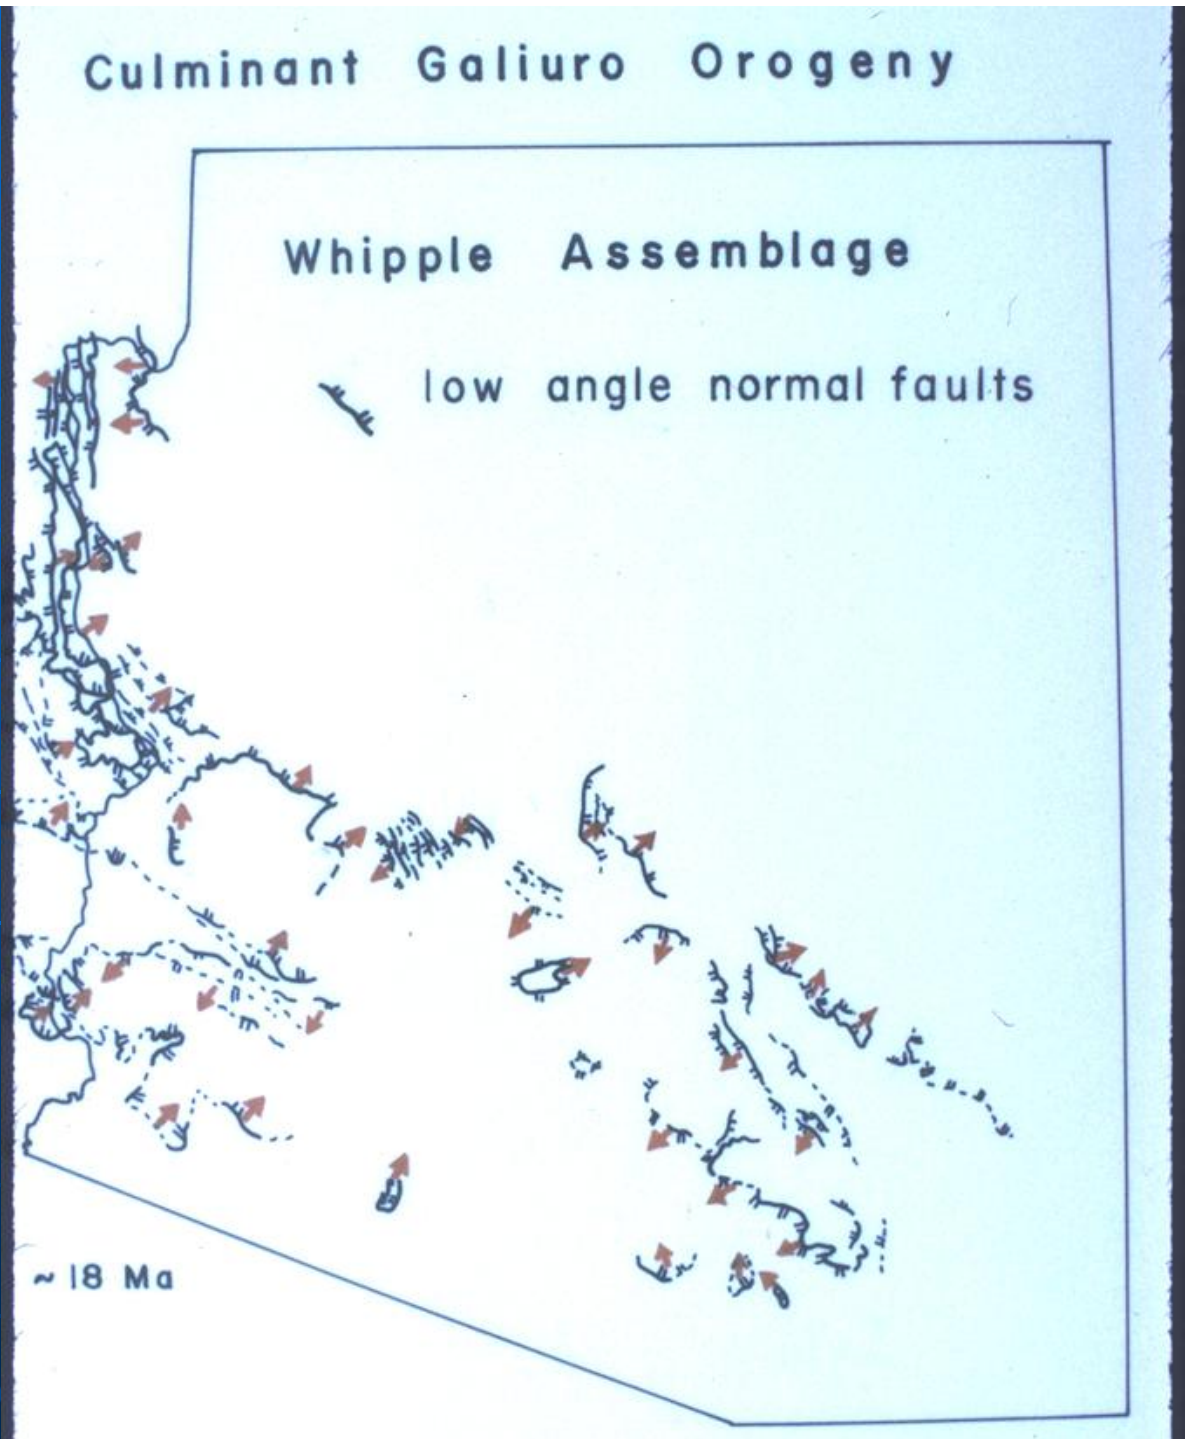 Culminant Galiuro Orogeny
Whipple Assemblage
low angle normal faults
~ 18 Ma